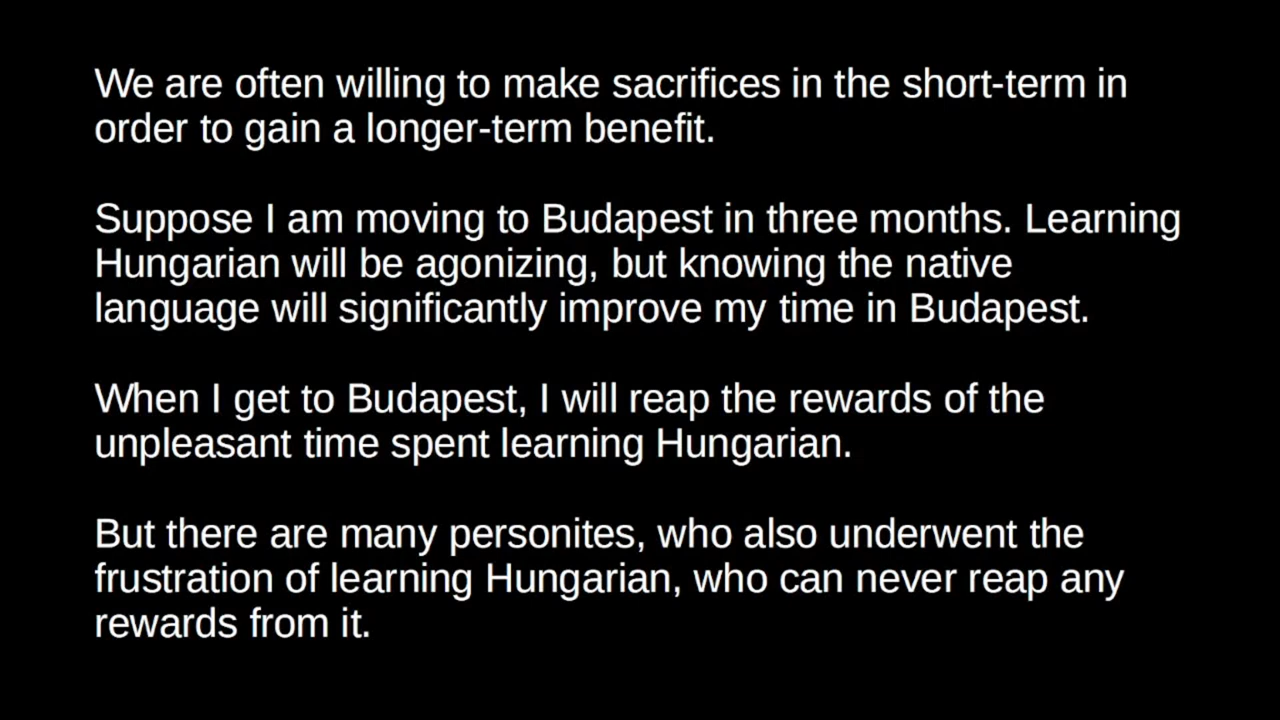 We are often willing to make sacrifices in the short-term in
order to gain a longer-term benefit.
Suppose I am moving to Budapest in three months. Learning
Hungarian will be agonizing, but knowing the native
language will significantly improve my time in Budapest.
When I get to Budapest, I will reap the rewards of the
unpleasant time spent learning Hungarian.
But there are many personites, who also underwent the
frustration of learning Hungarian, who can never reap any
rewards from it.